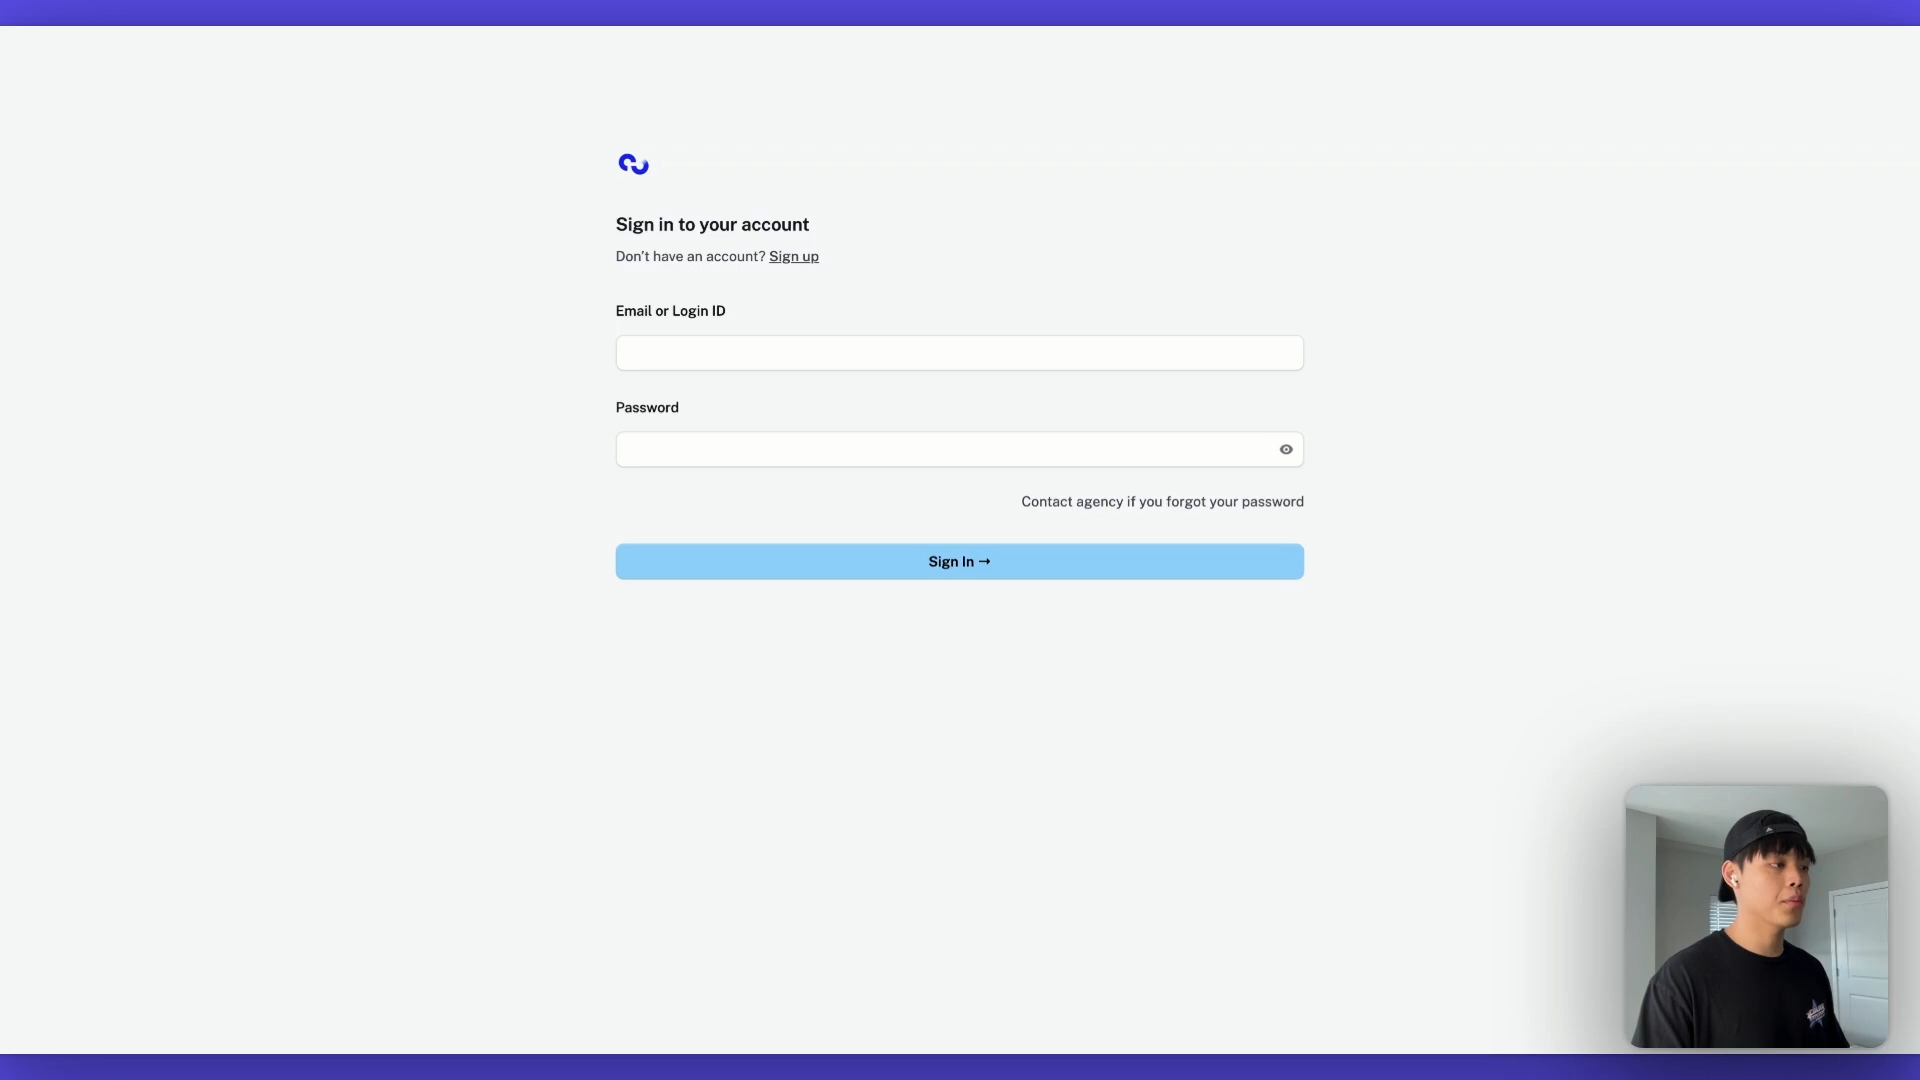 Sign in to your account
Don't have an account? Sign up
Email or Login ID
Password
Contact agency if you forgot your password
Sign In →